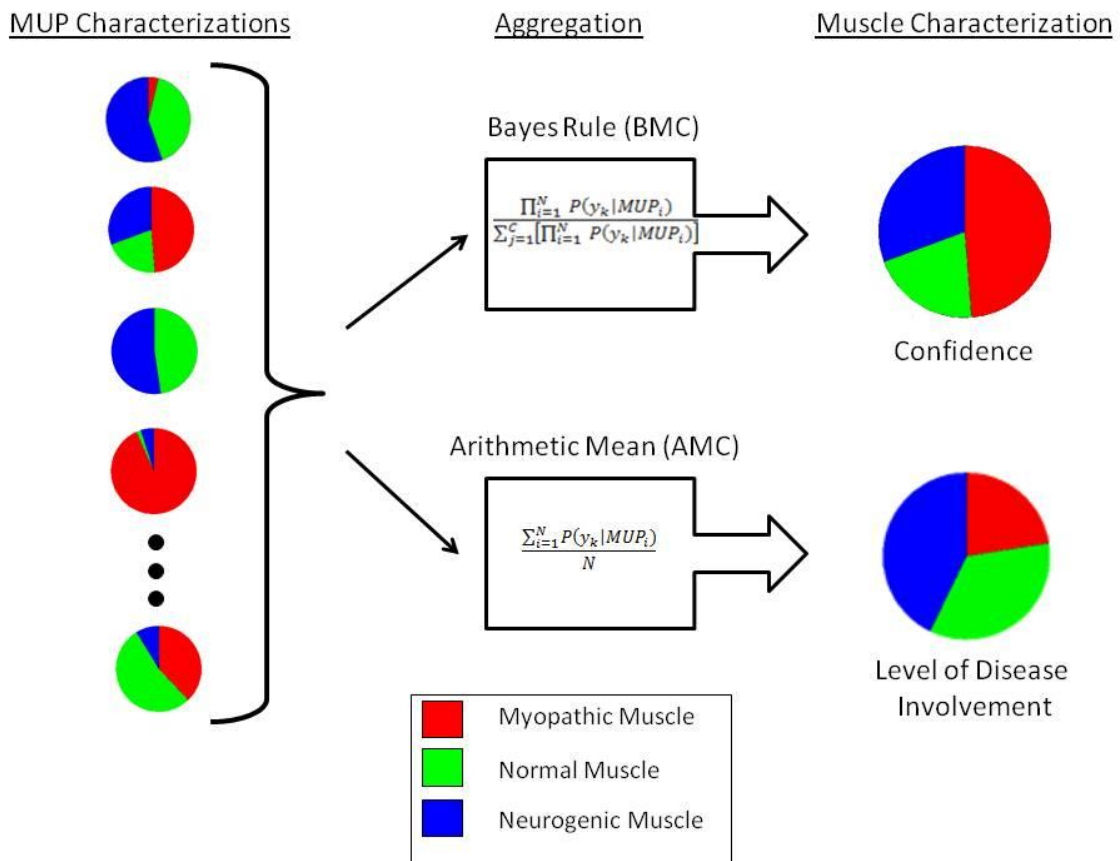 MUP Characterizations
Aggregation
Muscle Characterization
Bayes Rule (BMC)
∏_{i=1}^{N} P(y_k|MUP_i)
∑_{j=1}^{C}[∏_{i=1}^{N} P(y_k|MUP_i)]
Confidence
Arithmetic Mean (AMC)
∑_{i=1}^{N} P(y_k|MUP_i)
N
Level of Disease
Involvement
Myopathic Muscle
Normal Muscle
Neurogenic Muscle